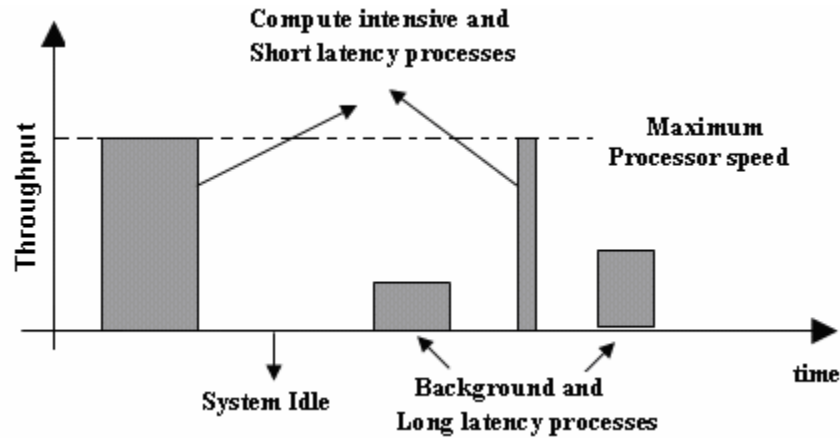 Compute intensive and
Short latency processes
Throughput
Maximum
Processor speed
time
System Idle
Background and
Long latency processes